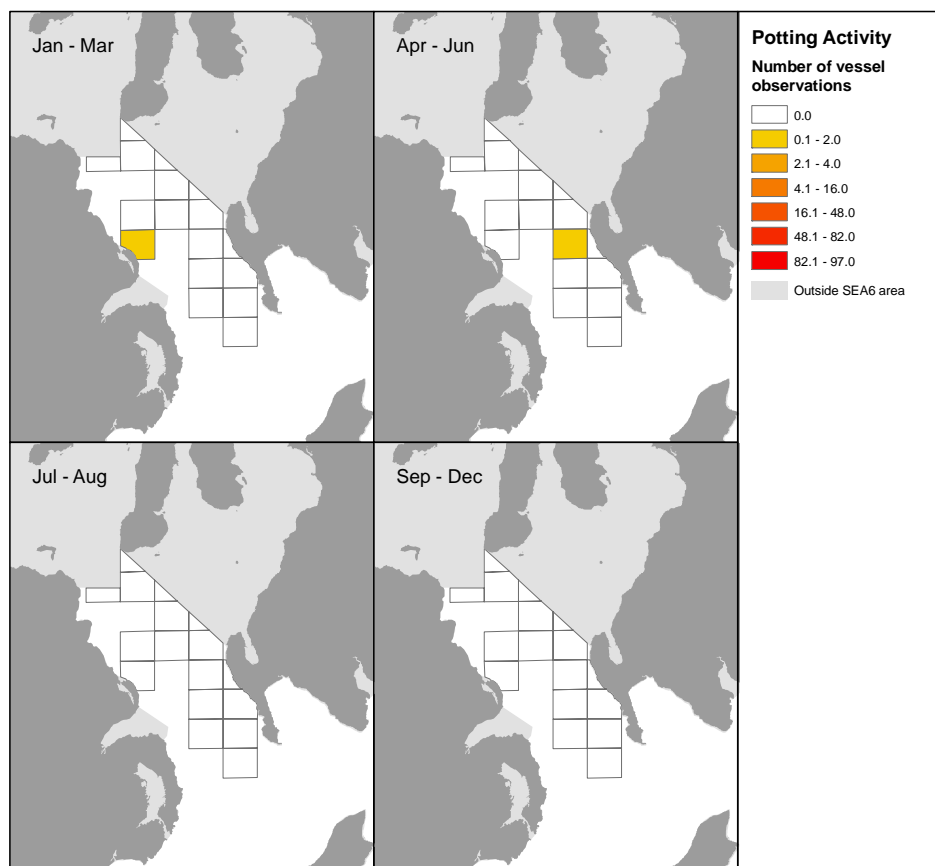 Jan - Mar
Apr - Jun
Jul - Aug
Sep - Dec
Potting Activity
Number of vessel
observations
0.0
0.1 - 2.0
2.1 - 4.0
4.1 - 16.0
16.1 - 48.0
48.1 - 82.0
82.1 - 97.0
Outside SEA6 area